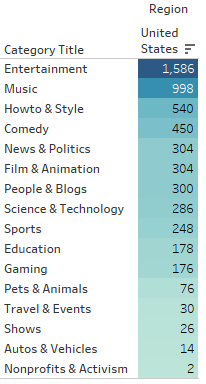 Region
United
Category Title States
Entertainment 1,586
Music 998
Howto & Style 540
Comedy 450
News & Politics 304
Film & Animation 304
People & Blogs 300
Science & Technology 286
Sports 248
Education 178
Gaming 176
Pets & Animals 76
Travel & Events 30
Shows 26
Autos & Vehicles 14
Nonprofits & Activism 2